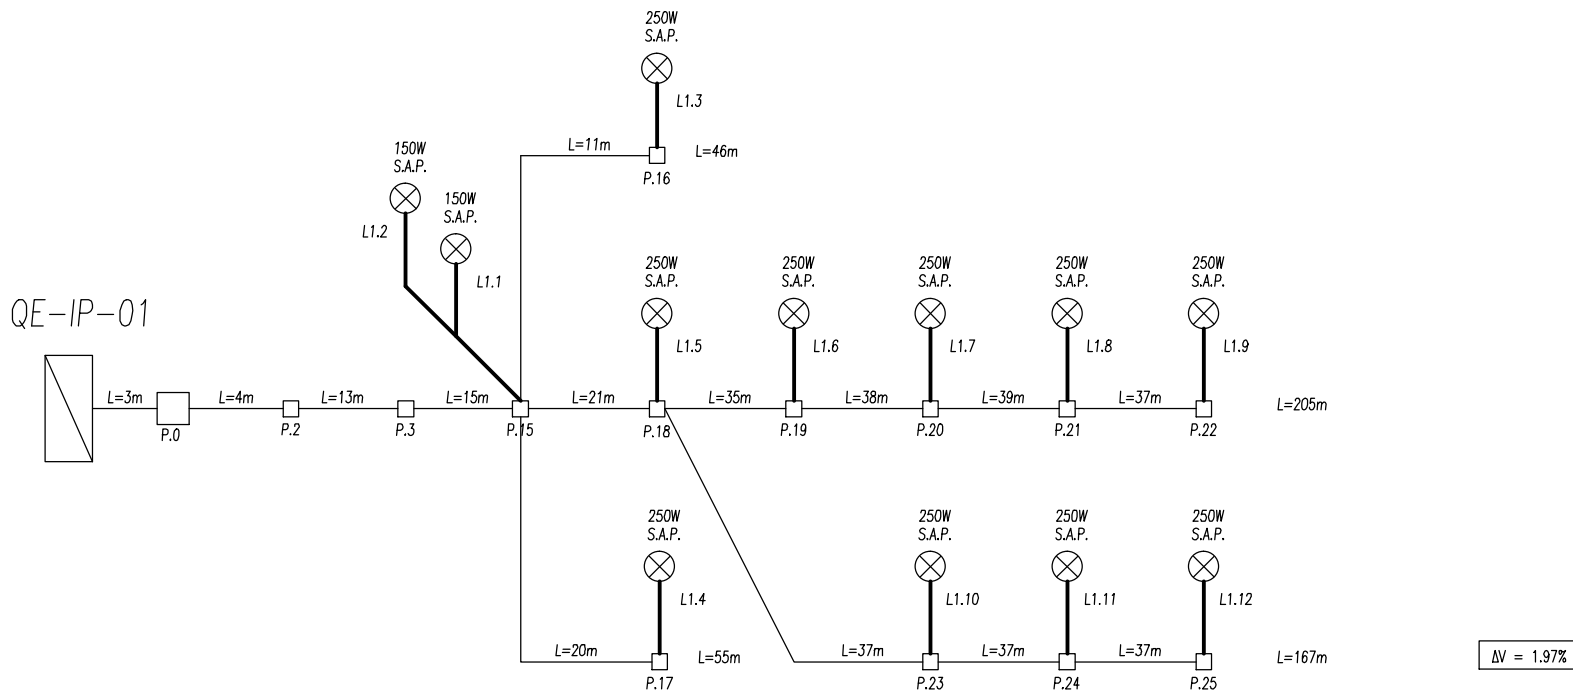 250W
S.A.P.
L1.3
L=11m
L=46m
P.16
150W
S.A.P.
L1.2
150W
S.A.P.
L1.1
QE-IP-01
250W
S.A.P.
L1.5
250W
S.A.P.
L1.6
250W
S.A.P.
L1.7
250W
S.A.P.
L1.8
250W
S.A.P.
L1.9
L=3m
L=4m
L=13m
L=15m
L=21m
L=35m
L=38m
L=39m
L=37m
L=205m
P.0
P.2
P.3
P.15
P.18
P.19
P.20
P.21
P.22
250W
S.A.P.
L1.4
250W
S.A.P.
L1.10
250W
S.A.P.
L1.11
250W
S.A.P.
L1.12
L=20m
L=55m
L=37m
L=37m
L=37m
L=167m
P.17
P.23
P.24
P.25
ΔV = 1.97%